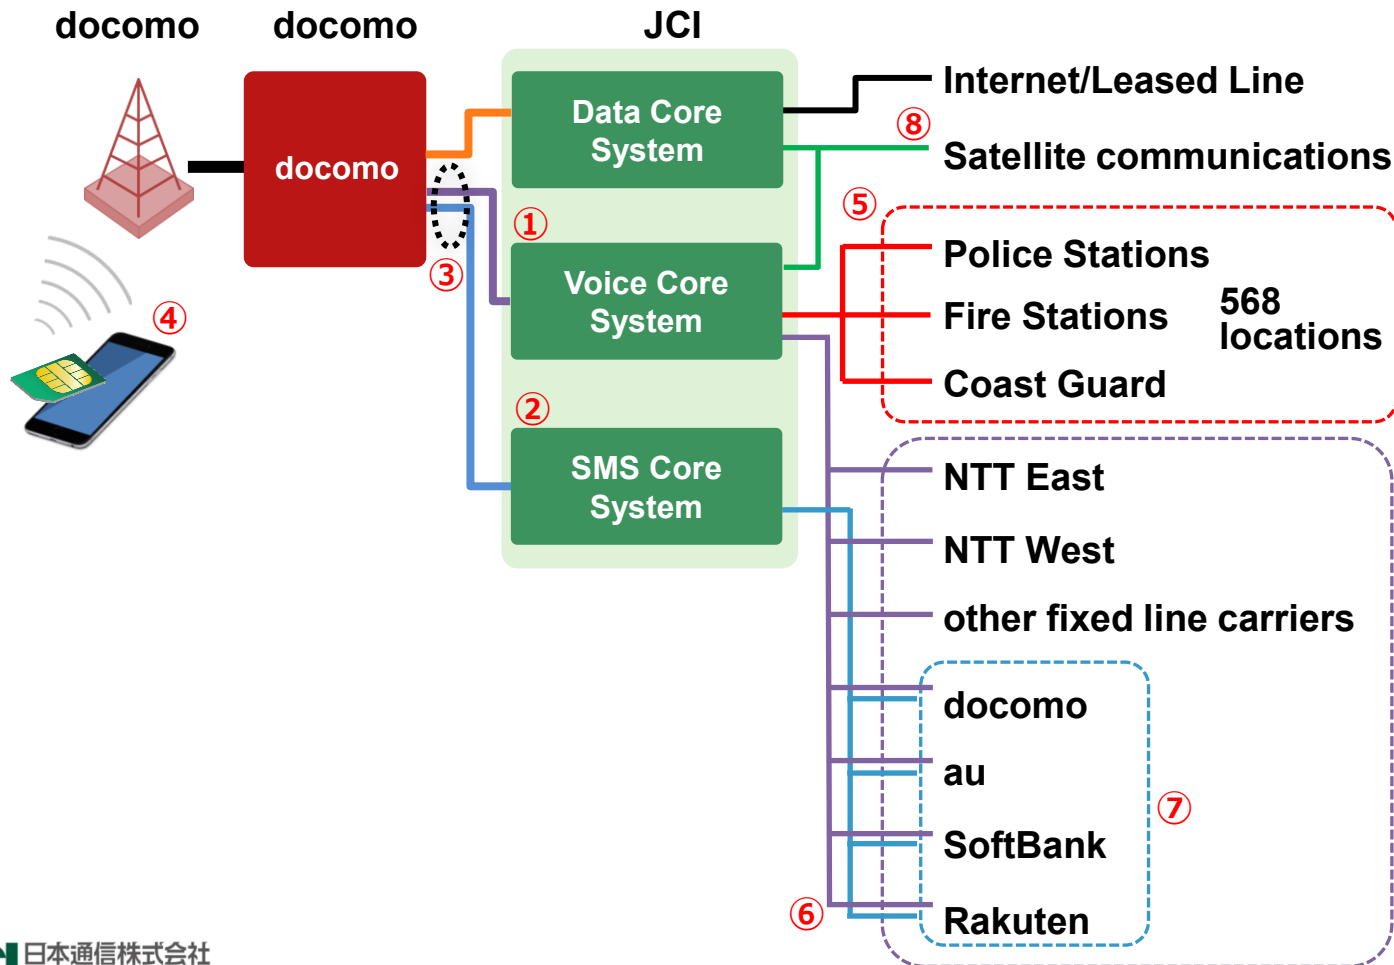 docomo
docomo
JCI
docomo
Data Core
System
Internet/Leased Line
⑧
Satellite communications
①
③
Voice Core
System
④
⑤
Police Stations
Fire Stations
568
locations
Coast Guard
②
SMS Core
System
NTT East
NTT West
other fixed line carriers
docomo
au
⑦
SoftBank
⑥
Rakuten
日本通信株式会社